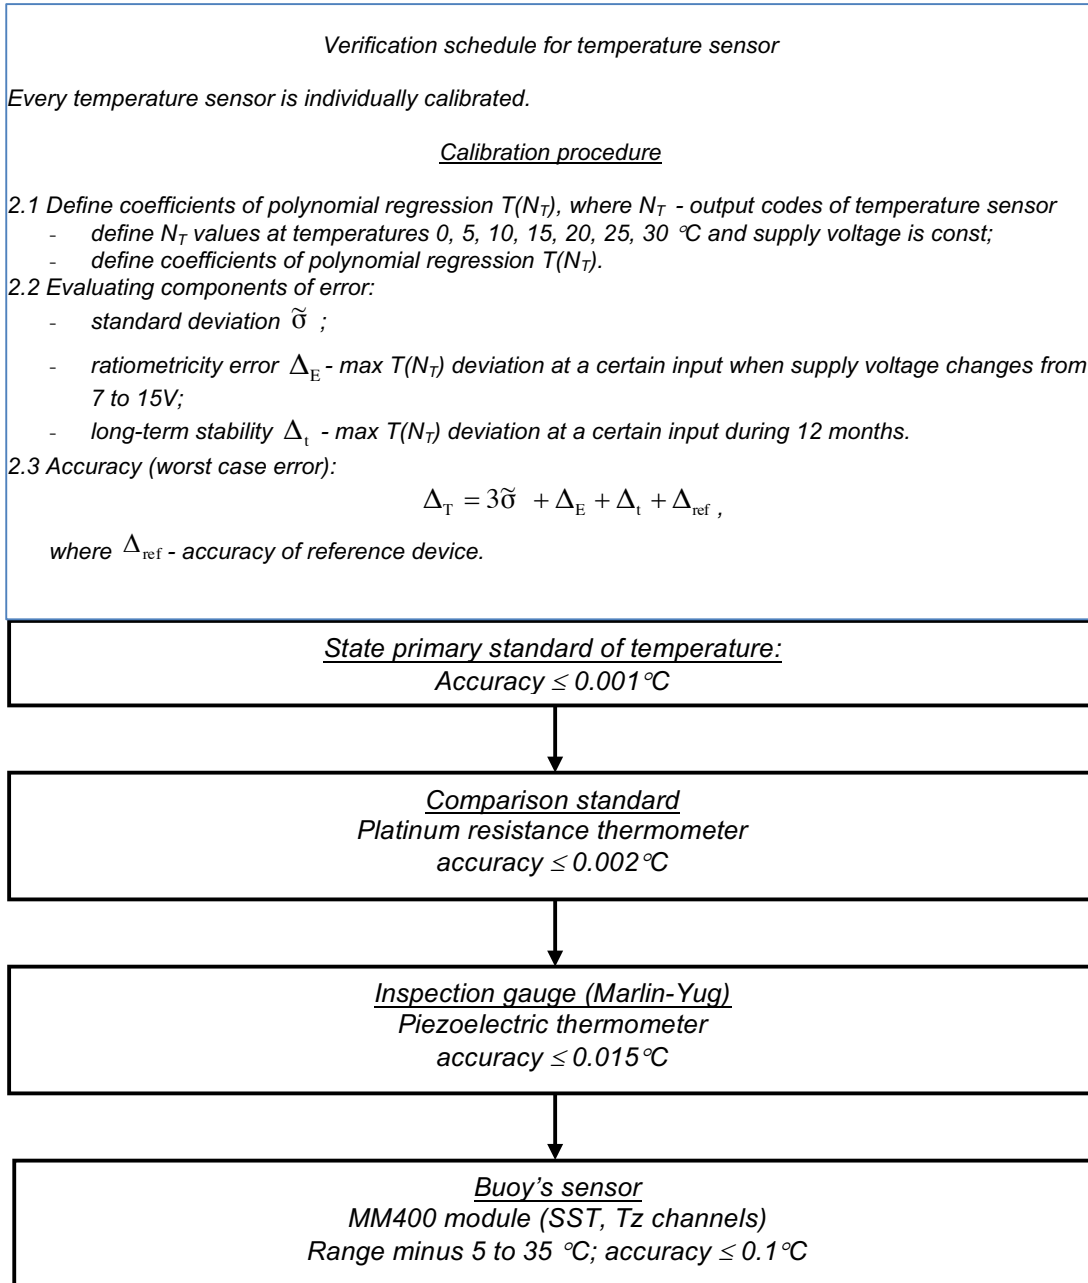 Verification schedule for temperature sensor
Every temperature sensor is individually calibrated.
Calibration procedure
2.1 Define coefficients of polynomial regression T(N_T), where N_T - output codes of temperature sensor
- define N_T values at temperatures 0, 5, 10, 15, 20, 25, 30 °C and supply voltage is const;
- define coefficients of polynomial regression T(N_T).
2.2 Evaluating components of error:
- standard deviation σ̃ ;
- ratiometricity error Δ_E - max T(N_T) deviation at a certain input when supply voltage changes from
7 to 15V;
- long-term stability Δ_t - max T(N_T) deviation at a certain input during 12 months.
2.3 Accuracy (worst case error):
Δ_T = 3σ̃ + Δ_E + Δ_t + Δ_ref ,
where Δ_ref - accuracy of reference device.
State primary standard of temperature:
Accuracy ≤ 0.001°C
Comparison standard
Platinum resistance thermometer
accuracy ≤ 0.002°C
Inspection gauge (Marlin-Yug)
Piezoelectric thermometer
accuracy ≤ 0.015°C
Buoy's sensor
MM400 module (SST, Tz channels)
Range minus 5 to 35 °C; accuracy ≤ 0.1°C